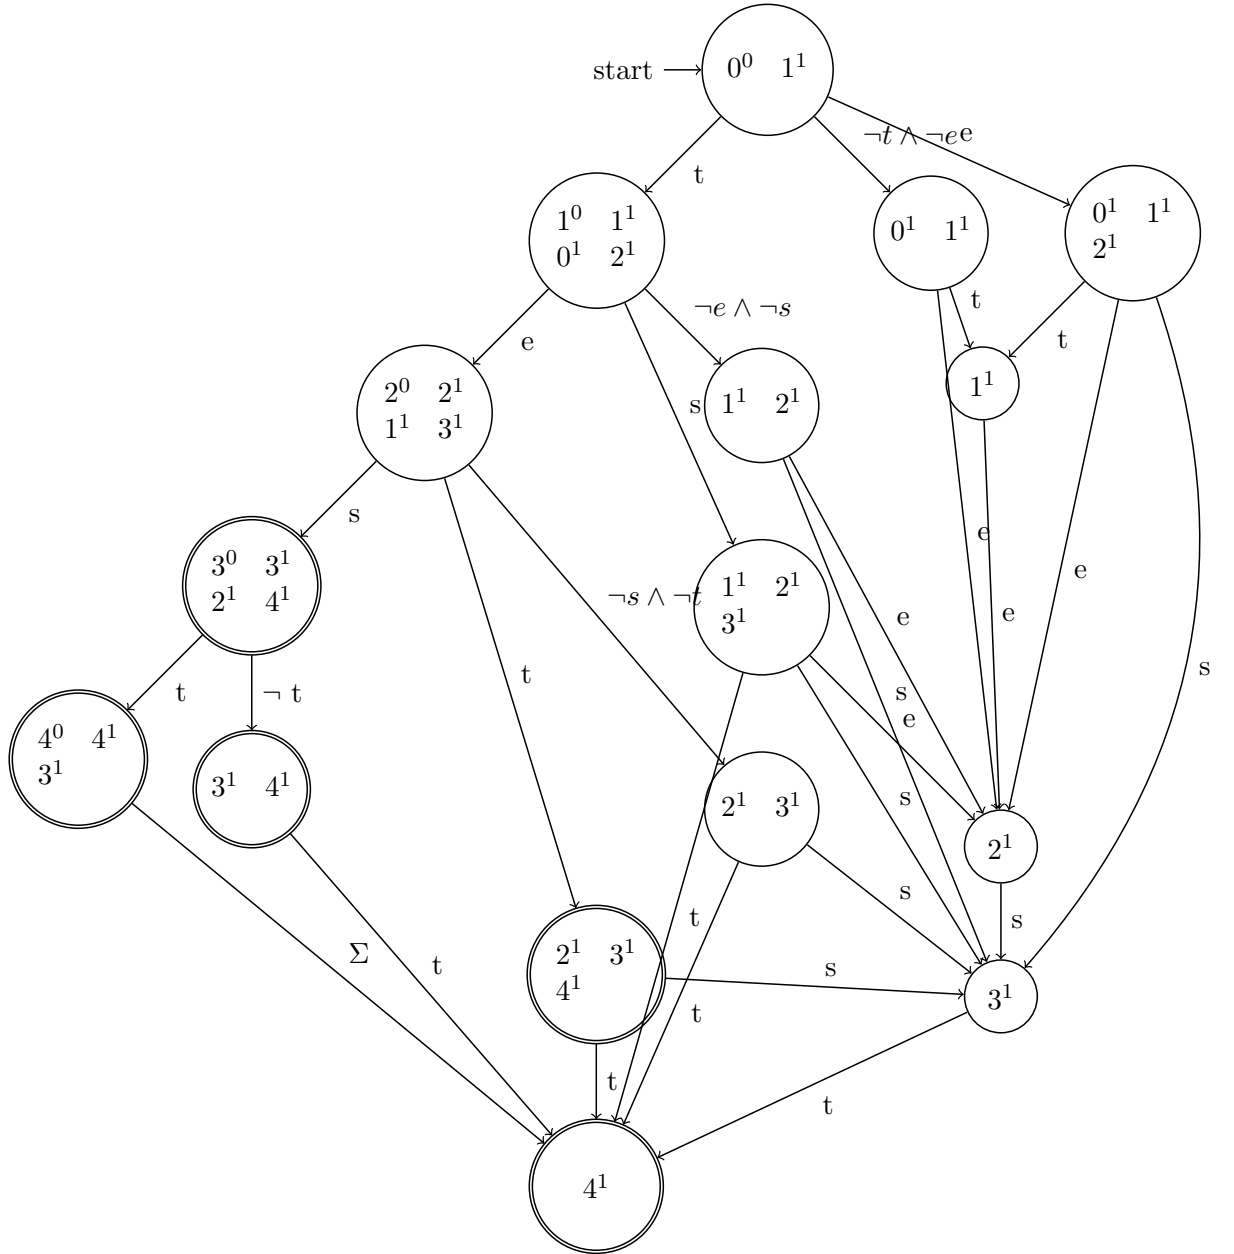 start
0⁰ 1¹
¬t ∧ ¬e
e
t
1⁰ 1¹
0¹ 2¹
0¹ 1¹
0¹ 1¹
2¹
¬e ∧ ¬s
t
e
t
2⁰ 2¹
1¹ 3¹
s
1¹ 2¹
1¹
s
e
3⁰ 3¹
2¹ 4¹
¬s ∧ ¬t
1¹ 2¹
3¹
e
e
e
s
t
t
¬ t
s
e
4⁰ 4¹
3¹
3¹ 4¹
s
2¹ 3¹
2¹
s
t
s
Σ
t
2¹ 3¹
4¹
s
3¹
t
t
t
4¹